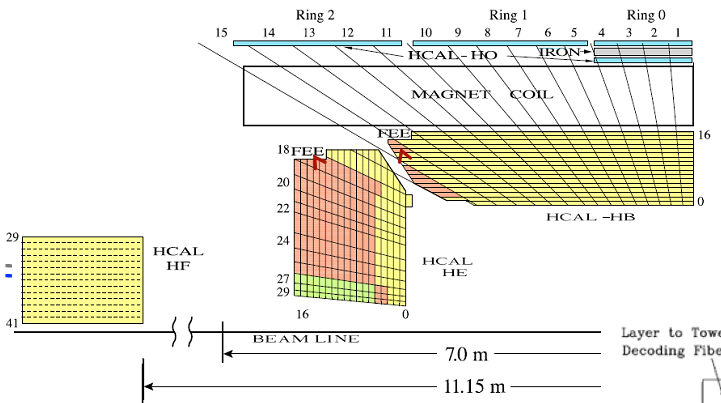 Ring 2 Ring 1 Ring 0
15 14 13 12 11 10 9 8 7 6 5 4 3 2 1
HCAL-HO IRON
MAGNET COIL
FEE 16
18 FEE
20
22 0
HCAL -HB
24
29 HCAL
HF
HCAL
HE
27
29
41 16 0
BEAM LINE
7.0 m
11.15 m
Layer to Towe
Decoding Fibe